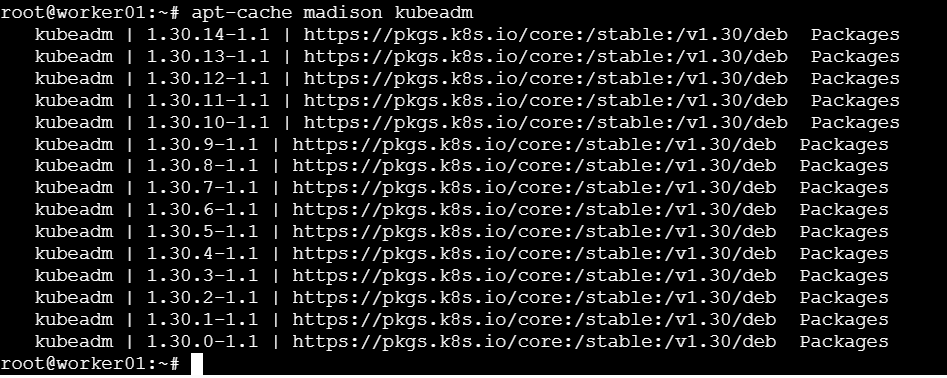 root@worker01:~# apt-cache madison kubeadm
kubeadm | 1.30.14-1.1 | https://pkgs.k8s.io/core:/stable:/v1.30/deb  Packages
kubeadm | 1.30.13-1.1 | https://pkgs.k8s.io/core:/stable:/v1.30/deb  Packages
kubeadm | 1.30.12-1.1 | https://pkgs.k8s.io/core:/stable:/v1.30/deb  Packages
kubeadm | 1.30.11-1.1 | https://pkgs.k8s.io/core:/stable:/v1.30/deb  Packages
kubeadm | 1.30.10-1.1 | https://pkgs.k8s.io/core:/stable:/v1.30/deb  Packages
kubeadm | 1.30.9-1.1 | https://pkgs.k8s.io/core:/stable:/v1.30/deb  Packages
kubeadm | 1.30.8-1.1 | https://pkgs.k8s.io/core:/stable:/v1.30/deb  Packages
kubeadm | 1.30.7-1.1 | https://pkgs.k8s.io/core:/stable:/v1.30/deb  Packages
kubeadm | 1.30.6-1.1 | https://pkgs.k8s.io/core:/stable:/v1.30/deb  Packages
kubeadm | 1.30.5-1.1 | https://pkgs.k8s.io/core:/stable:/v1.30/deb  Packages
kubeadm | 1.30.4-1.1 | https://pkgs.k8s.io/core:/stable:/v1.30/deb  Packages
kubeadm | 1.30.3-1.1 | https://pkgs.k8s.io/core:/stable:/v1.30/deb  Packages
kubeadm | 1.30.2-1.1 | https://pkgs.k8s.io/core:/stable:/v1.30/deb  Packages
kubeadm | 1.30.1-1.1 | https://pkgs.k8s.io/core:/stable:/v1.30/deb  Packages
kubeadm | 1.30.0-1.1 | https://pkgs.k8s.io/core:/stable:/v1.30/deb  Packages
root@worker01:~#